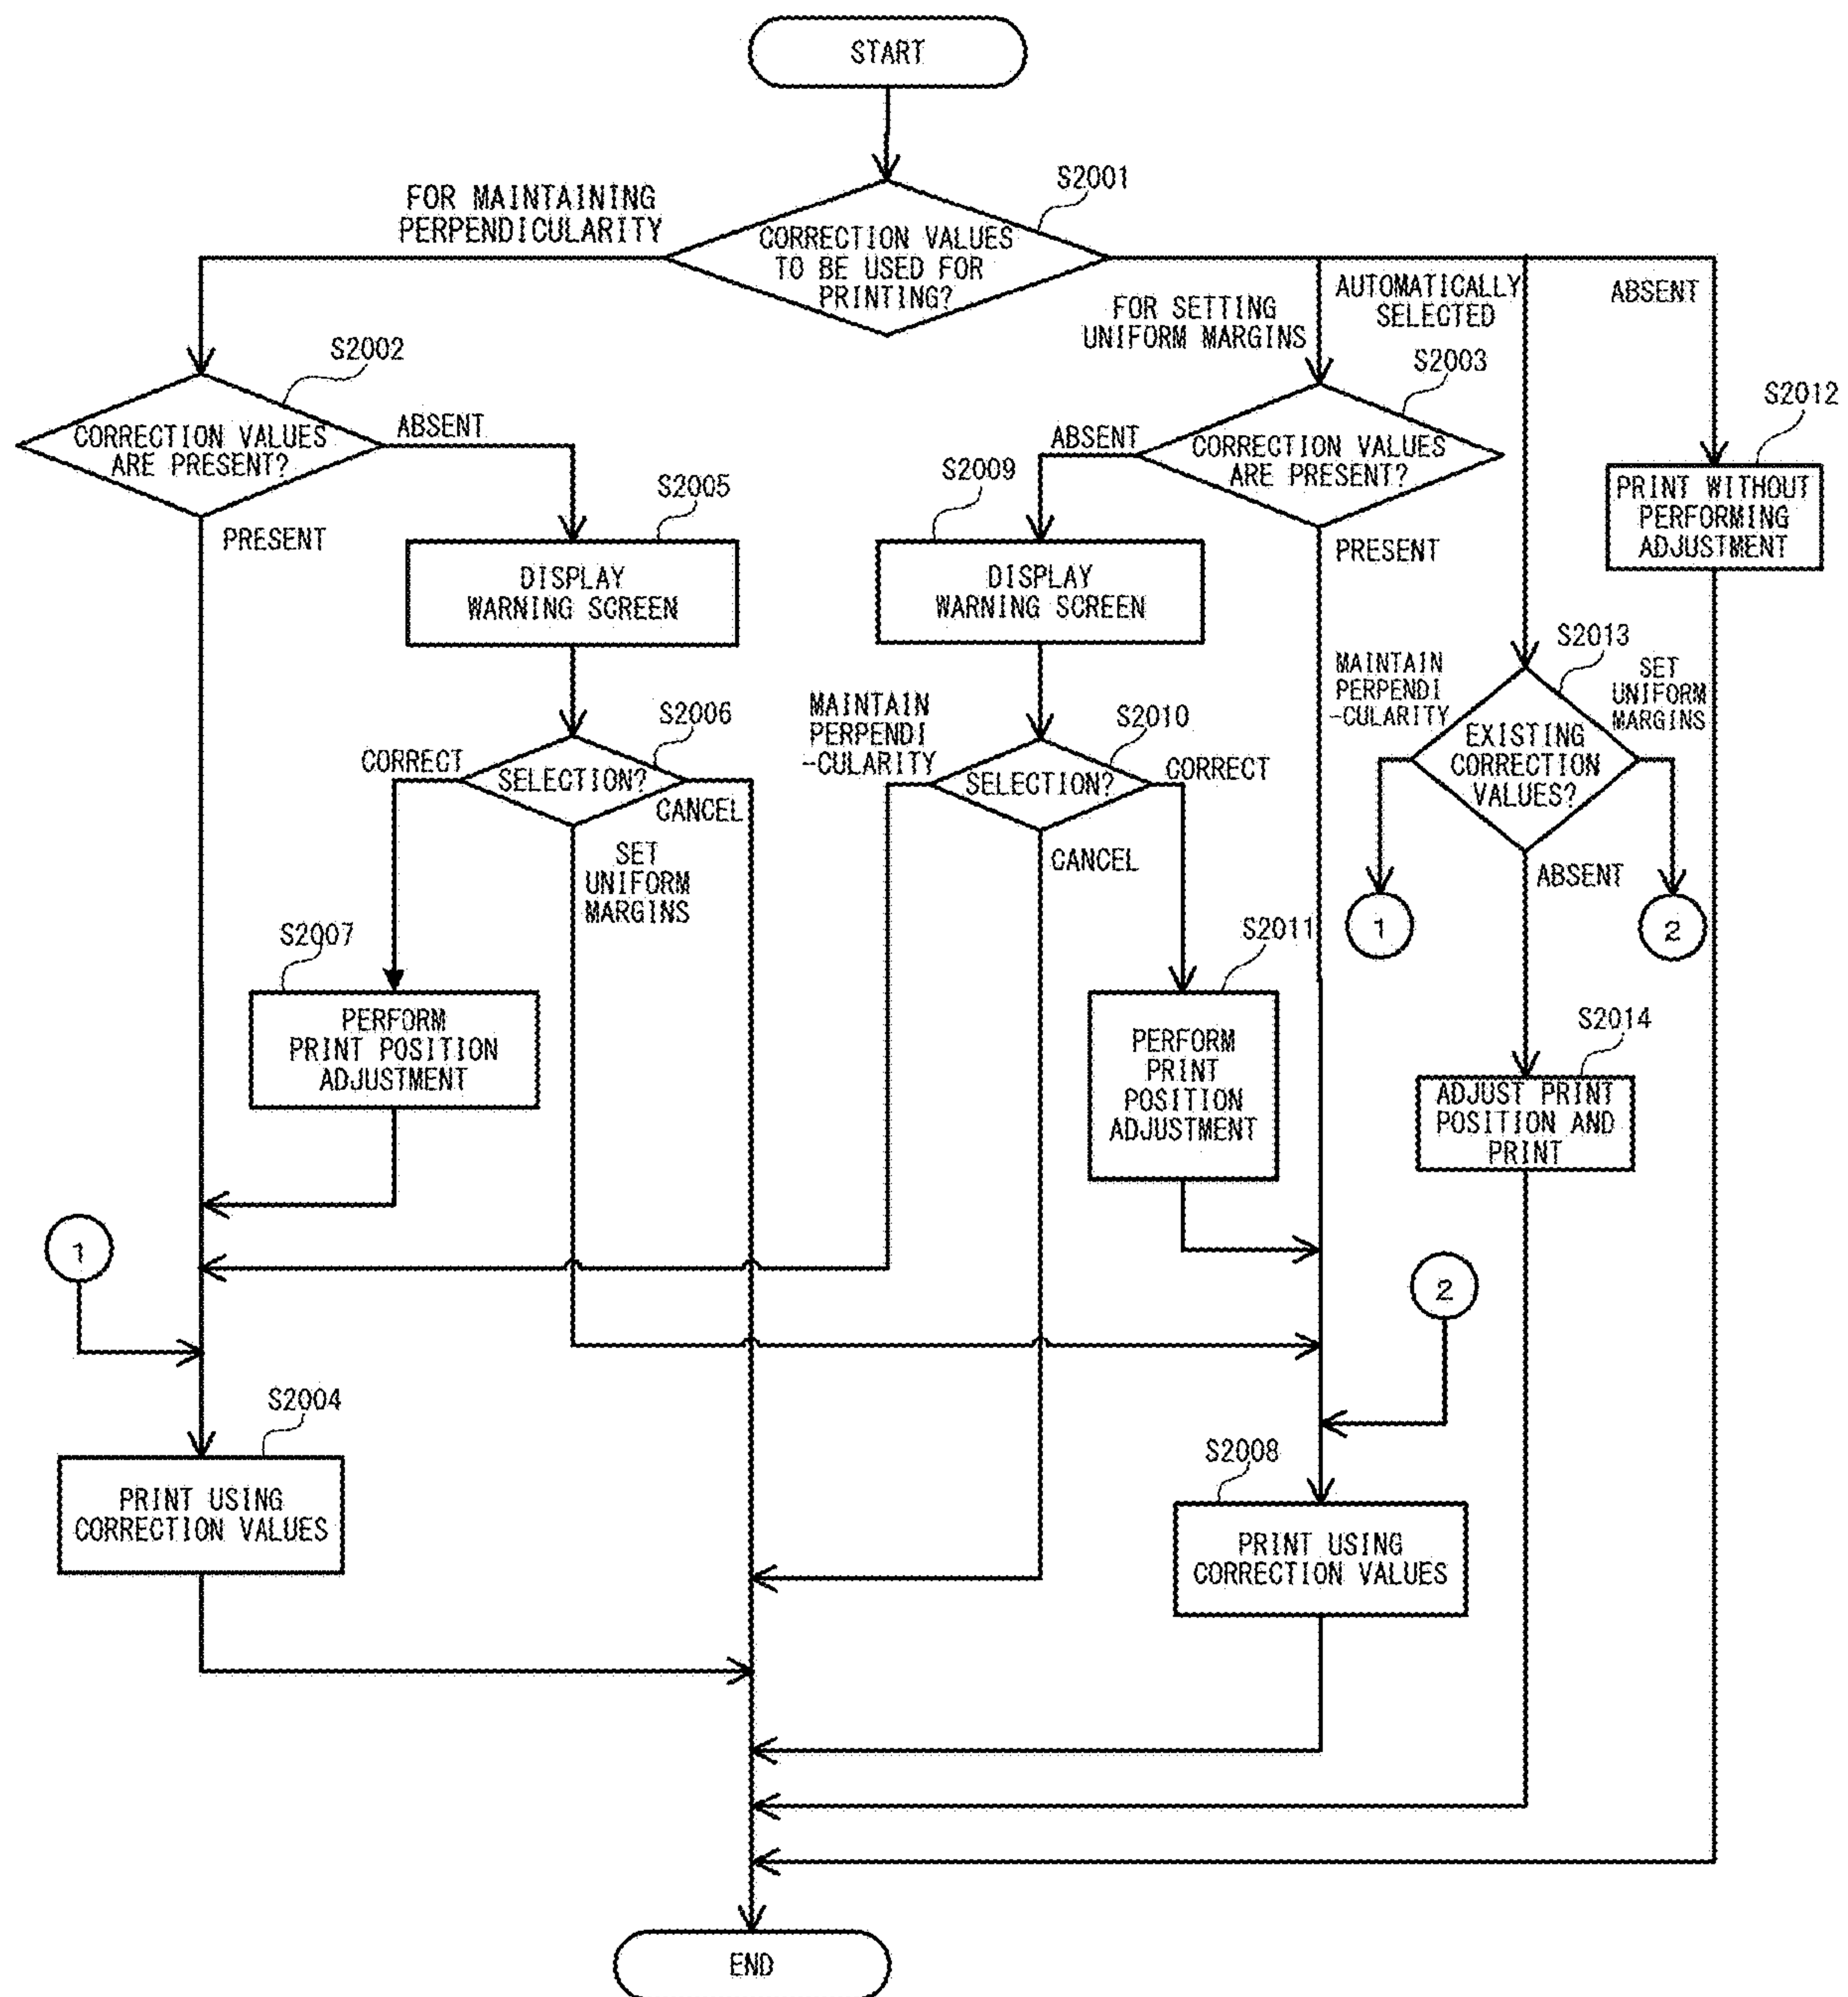 START
S2001
FOR MAINTAINING
PERPENDICULARITY
CORRECTION VALUES
TO BE USED FOR
PRINTING?
FOR SETTING
UNIFORM MARGINS
AUTOMATICALLY
SELECTED
ABSENT
S2002
CORRECTION VALUES
ARE PRESENT?
ABSENT
PRESENT
S2003
CORRECTION VALUES
ARE PRESENT?
ABSENT
PRESENT
S2012
PRINT WITHOUT
PERFORMING
ADJUSTMENT
S2005
DISPLAY
WARNING SCREEN
S2009
DISPLAY
WARNING SCREEN
S2013
MAINTAIN
PERPENDI
-CULARITY
SET
UNIFORM
MARGINS
EXISTING
CORRECTION
VALUES?
ABSENT
1
2
S2006
CORRECT
SELECTION?
CANCEL
SET
UNIFORM
MARGINS
S2010
MAINTAIN
PERPENDI
-CULARITY
SELECTION?
CORRECT
CANCEL
S2007
PERFORM
PRINT POSITION
ADJUSTMENT
S2011
PERFORM
PRINT
POSITION
ADJUSTMENT
S2014
ADJUST PRINT
POSITION AND
PRINT
1
2
S2004
PRINT USING
CORRECTION VALUES
S2008
PRINT USING
CORRECTION VALUES
END